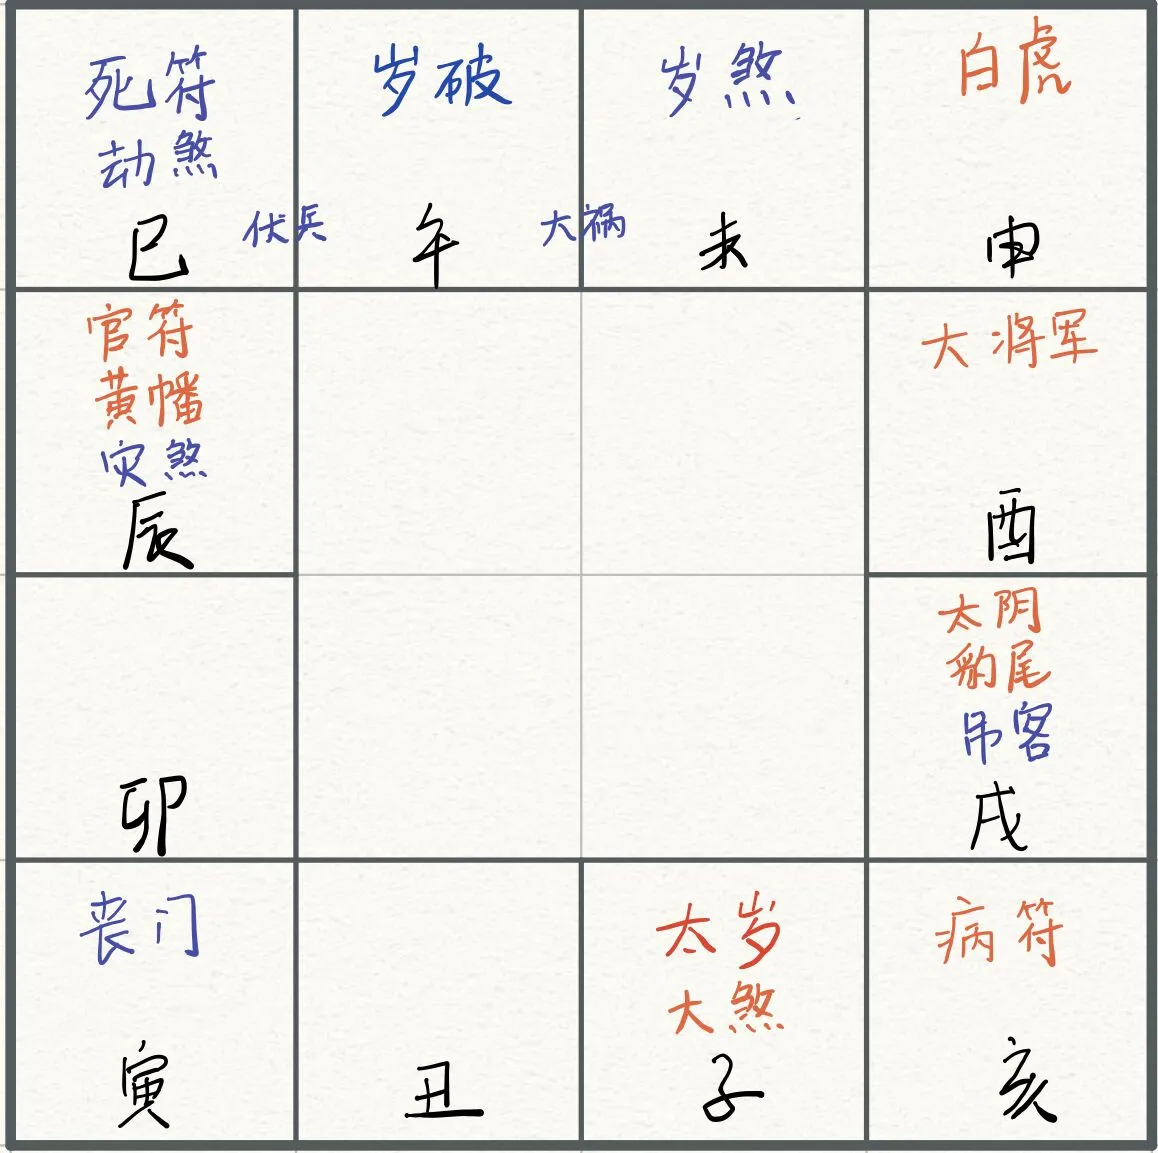 死符
劫煞
巳
伏兵
岁破
午
大祸
岁煞
未
白虎
申
官符
黄幡
灾煞
辰
大将军
酉
卯
太阴
豹尾
吊客
戌
丧门
寅
丑
太岁
大煞
子
病符
亥